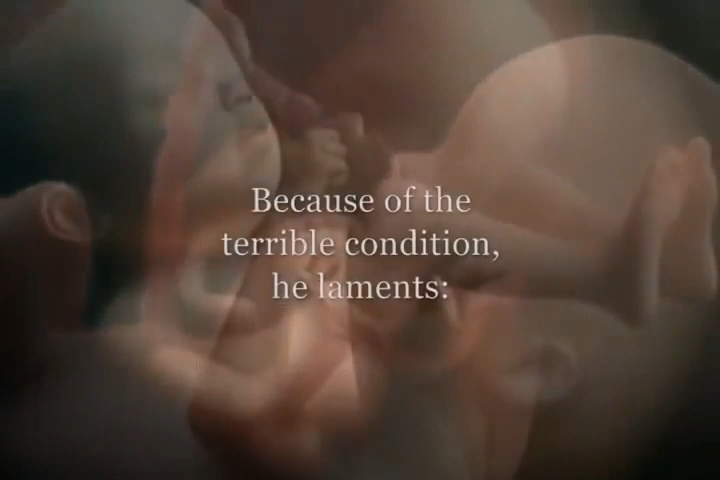 Because of the
terrible condition,
he laments: